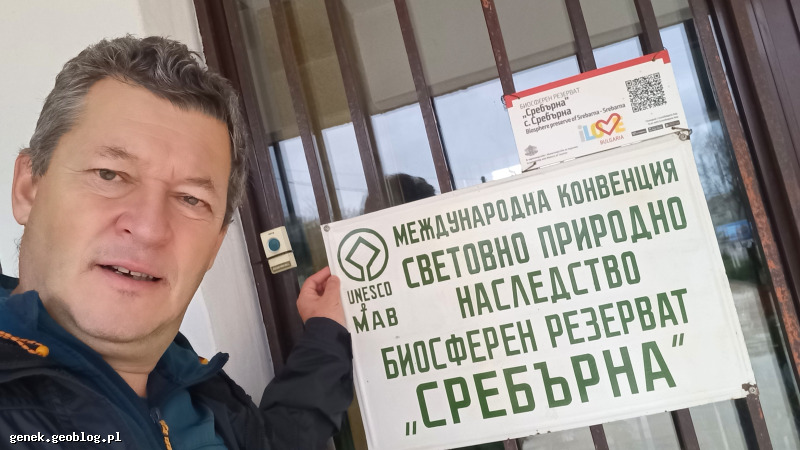 БИОСФЕРЕН РЕЗЕРВАТ
„Сребърна“
с. Сребърна
Biosphere preserve of Srebarna - Srebarna
BULGARIA
МЕЖДУНАРОДНА КОНВЕНЦИЯ
СВЕТОВНО ПРИРОДНО
НАСЛЕДСТВО
UNESCO
&
MAB
БИОСФЕРЕН РЕЗЕРВАТ
„СРЕБЪРНА”
genek.geoblog.pl